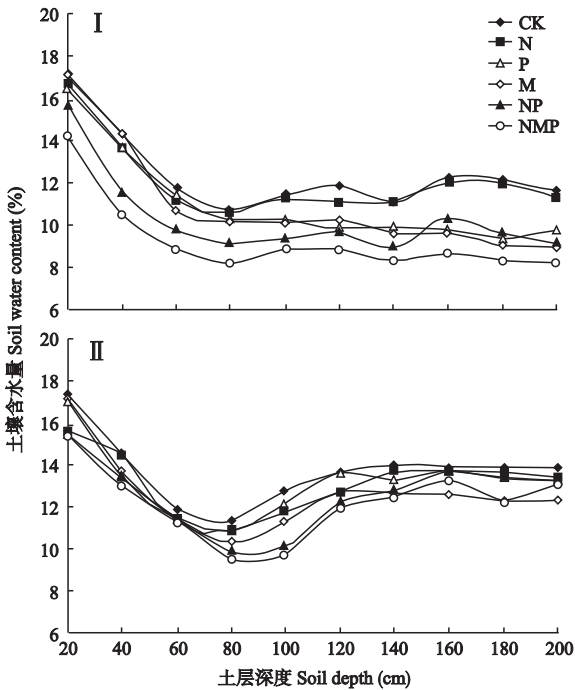 20
18
16
14
12
10
8
6
Ⅰ
CK
N
P
M
NP
NMP
土壤含水量 Soil water content (%)
20
18
16
14
12
10
8
6
Ⅱ
20 40 60 80 100 120 140 160 180 200
土层深度 Soil depth (cm)